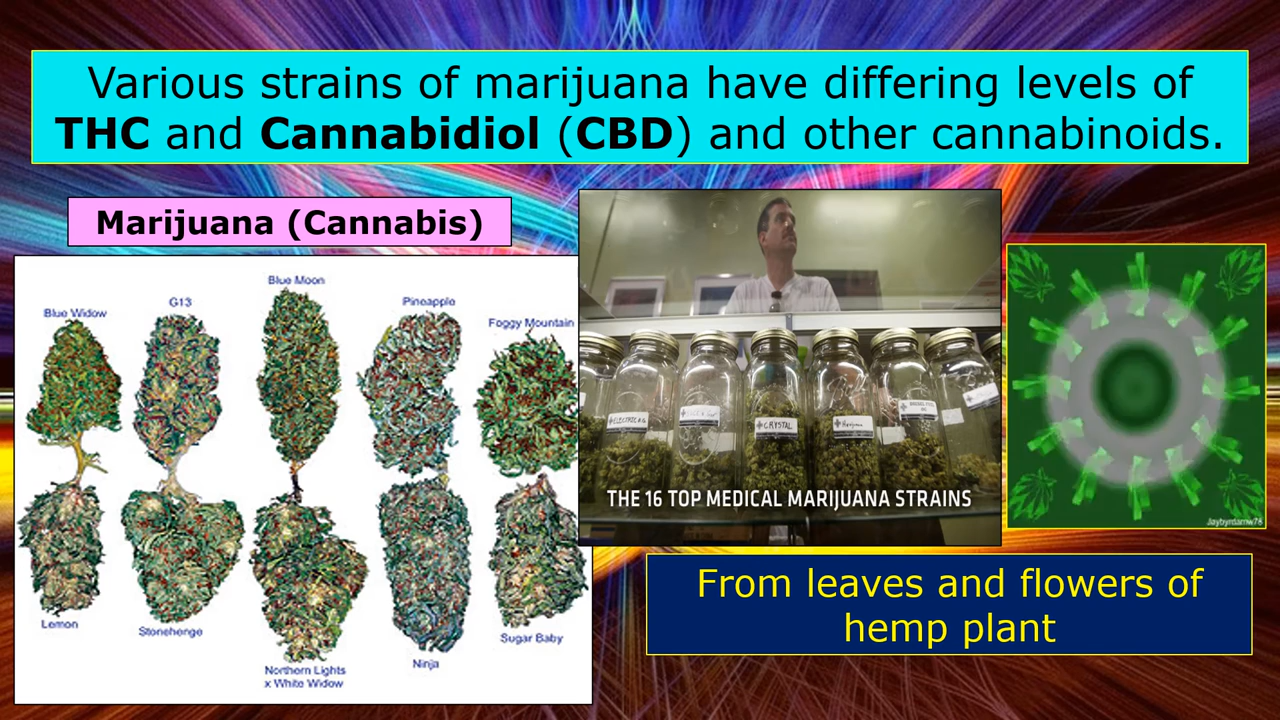 Various strains of marijuana have differing levels of
THC and Cannabidiol (CBD) and other cannabinoids.
Marijuana (Cannabis)
Blue Widow
G13
Blue Moon
Pineapple
Foggy Mountain
Lemon
Stonehenge
Northern Lights
x White Widow
Ninja
Sugar Baby
CRYSTAL
THE 16 TOP MEDICAL MARIJUANA STRAINS
From leaves and flowers of
hemp plant